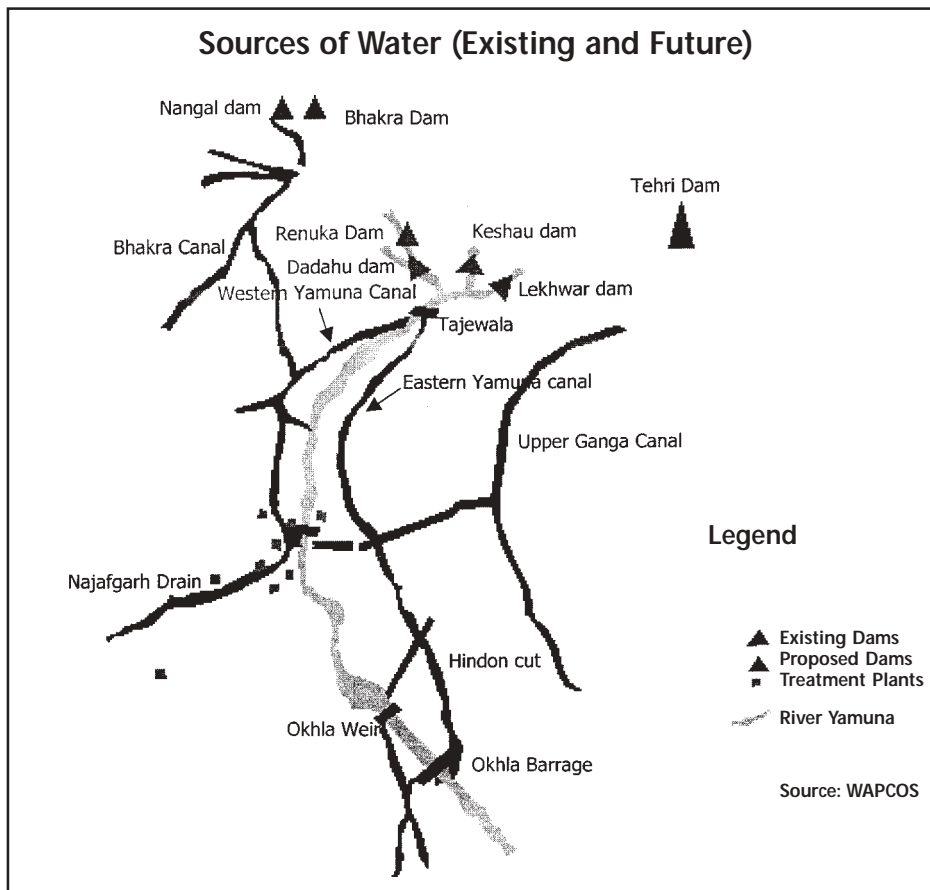 Sources of Water (Existing and Future)
Nangal dam
Bhakra Dam
Tehri Dam
Renuka Dam
Keshau dam
Bhakra Canal
Dadahu dam
Western Yamuna Canal
Lekhwar dam
Tajewala
Eastern Yamuna canal
Upper Ganga Canal
Legend
Najafgarh Drain
Existing Dams
Proposed Dams
Treatment Plants
Hindon cut
River Yamuna
Okhla Weir
Okhla Barrage
Source: WAPCOS